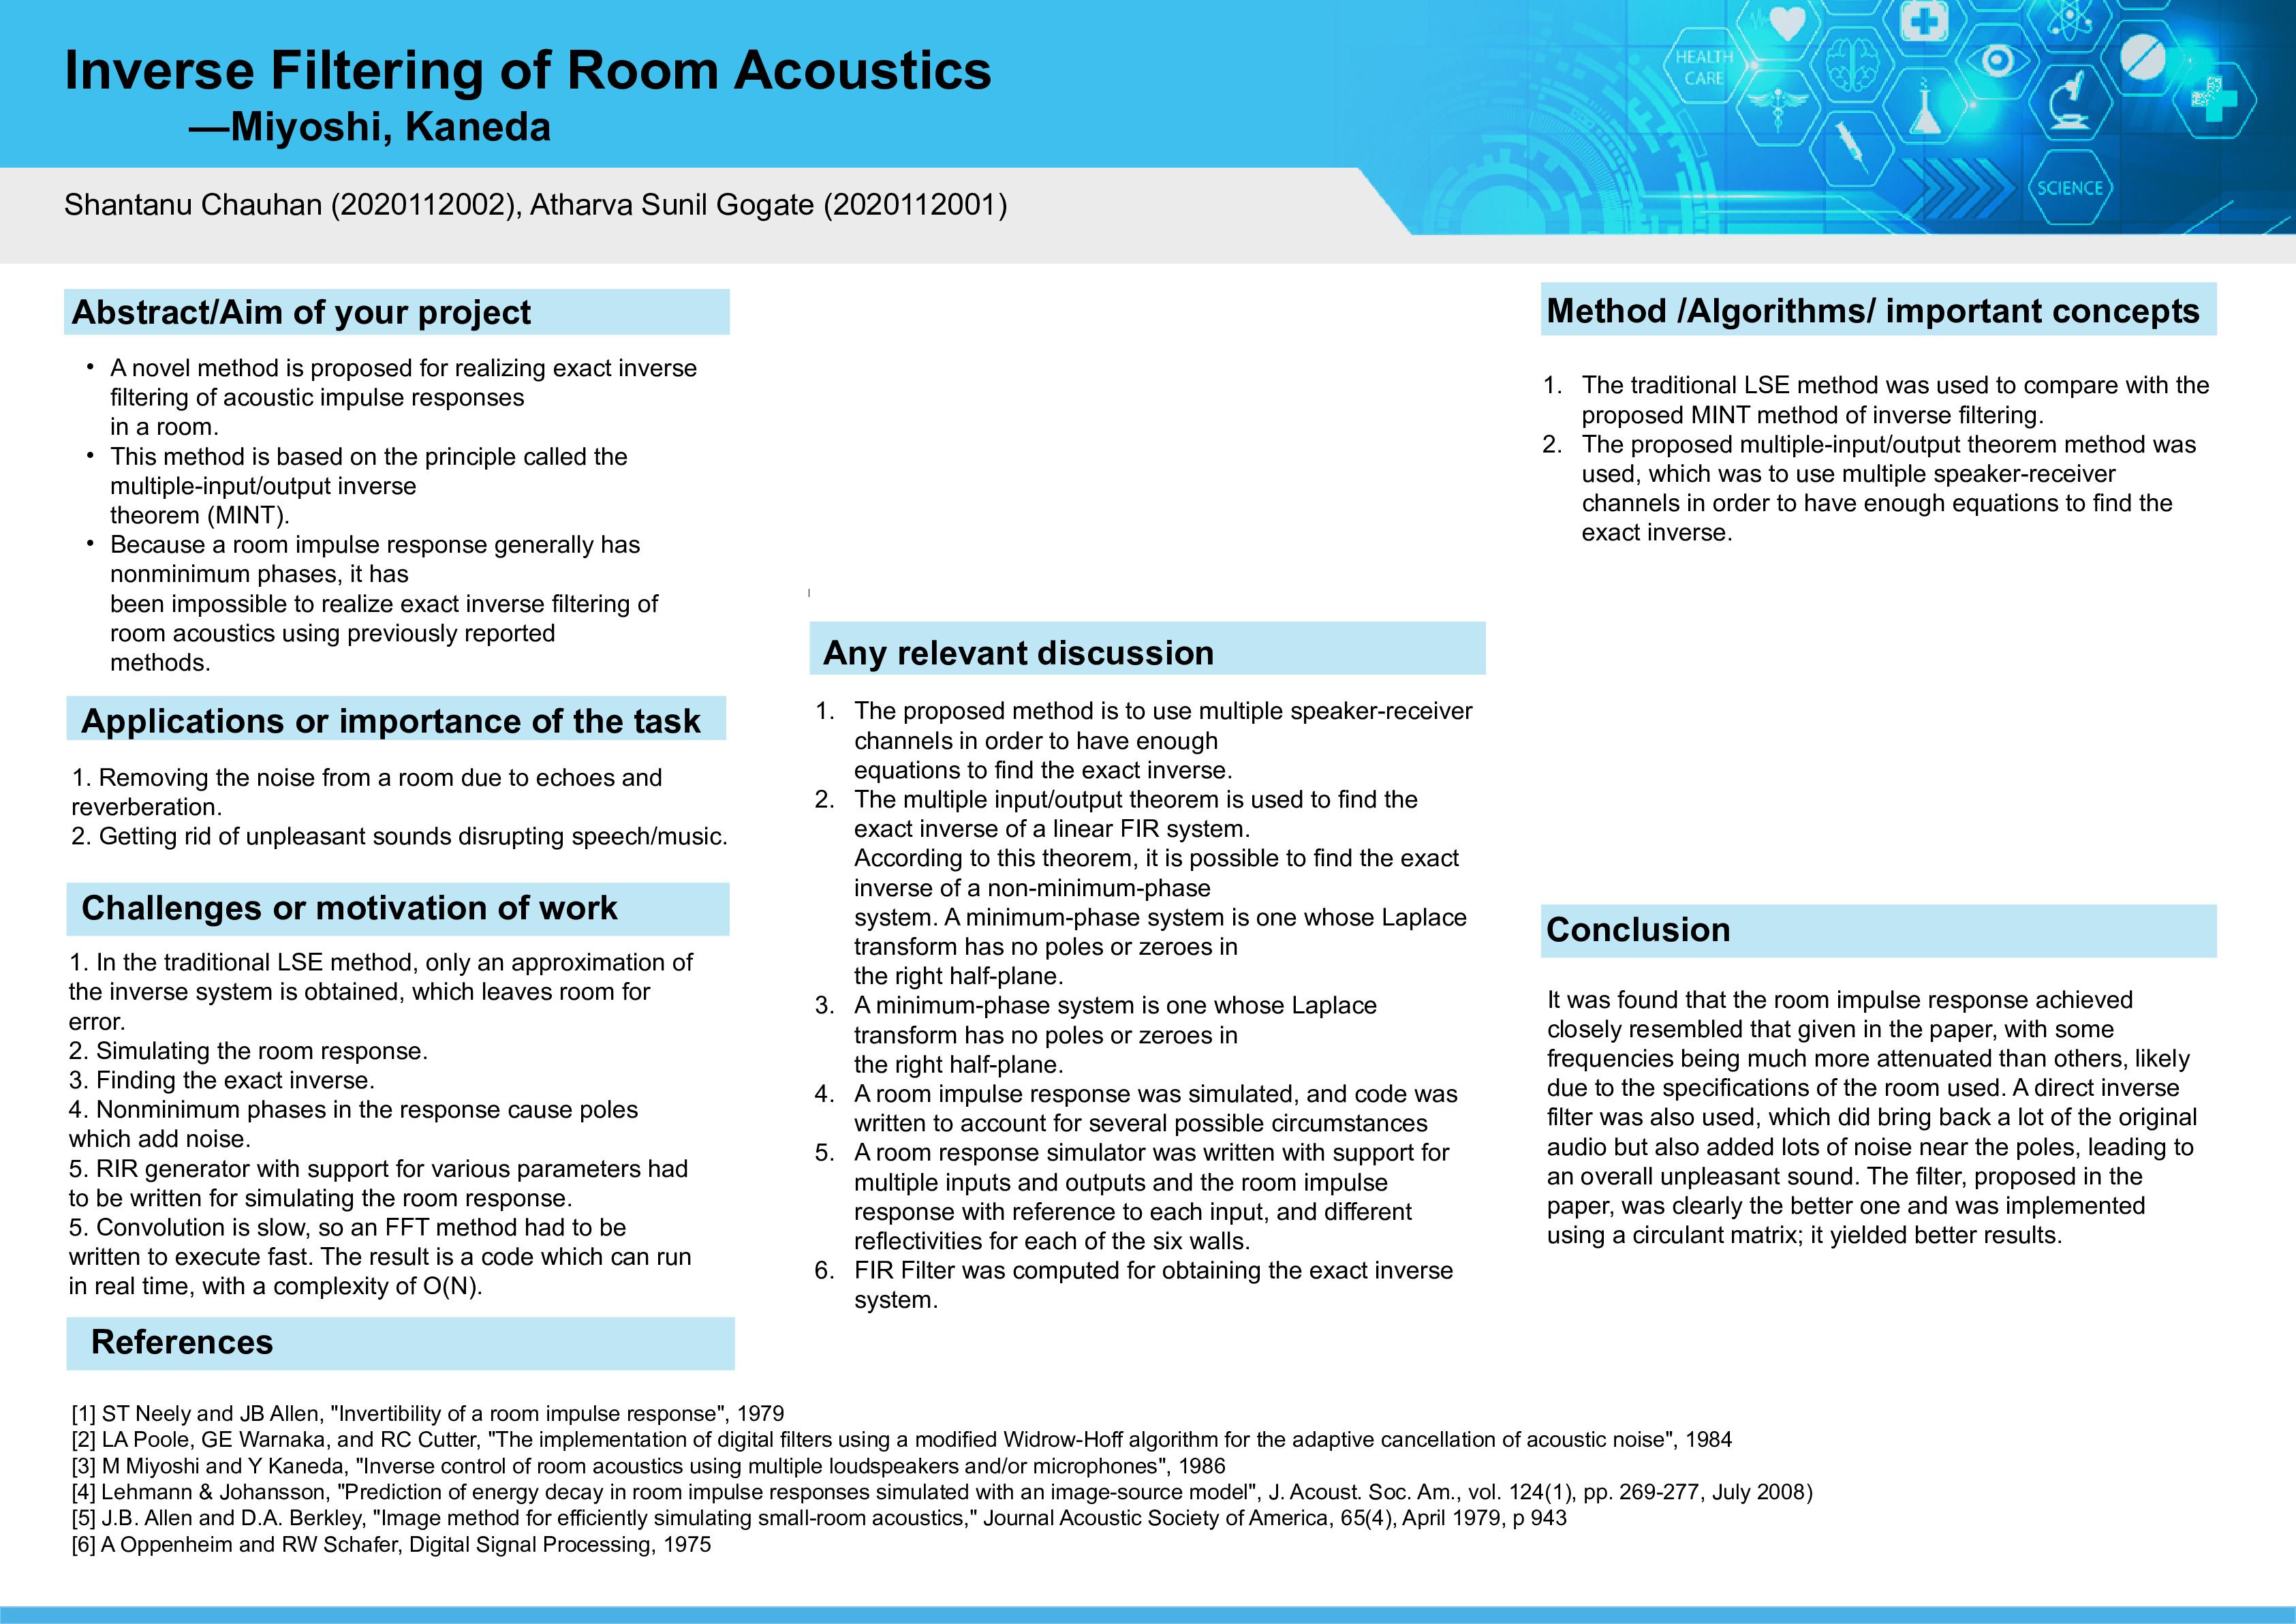 Inverse Filtering of Room Acoustics
—Miyoshi, Kaneda
HEALTH
CARE
SCIENCE
Shantanu Chauhan (2020112002), Atharva Sunil Gogate (2020112001)
Abstract/Aim of your project
• A novel method is proposed for realizing exact inverse
filtering of acoustic impulse responses
in a room.
• This method is based on the principle called the
multiple-input/output inverse
theorem (MINT).
• Because a room impulse response generally has
nonminimum phases, it has
been impossible to realize exact inverse filtering of
room acoustics using previously reported
methods.
Applications or importance of the task
1. Removing the noise from a room due to echoes and
reverberation.
2. Getting rid of unpleasant sounds disrupting speech/music.
Challenges or motivation of work
1. In the traditional LSE method, only an approximation of
the inverse system is obtained, which leaves room for
error.
2. Simulating the room response.
3. Finding the exact inverse.
4. Nonminimum phases in the response cause poles
which add noise.
5. RIR generator with support for various parameters had
to be written for simulating the room response.
5. Convolution is slow, so an FFT method had to be
written to execute fast. The result is a code which can run
in real time, with a complexity of O(N).
Any relevant discussion
1. The proposed method is to use multiple speaker-receiver
channels in order to have enough
equations to find the exact inverse.
2. The multiple input/output theorem is used to find the
exact inverse of a linear FIR system.
According to this theorem, it is possible to find the exact
inverse of a non-minimum-phase
system. A minimum-phase system is one whose Laplace
transform has no poles or zeroes in
the right half-plane.
3. A minimum-phase system is one whose Laplace
transform has no poles or zeroes in
the right half-plane.
4. A room impulse response was simulated, and code was
written to account for several possible circumstances
5. A room response simulator was written with support for
multiple inputs and outputs and the room impulse
response with reference to each input, and different
reflectivities for each of the six walls.
6. FIR Filter was computed for obtaining the exact inverse
system.
Method /Algorithms/ important concepts
1. The traditional LSE method was used to compare with the
proposed MINT method of inverse filtering.
2. The proposed multiple-input/output theorem method was
used, which was to use multiple speaker-receiver
channels in order to have enough equations to find the
exact inverse.
Conclusion
It was found that the room impulse response achieved
closely resembled that given in the paper, with some
frequencies being much more attenuated than others, likely
due to the specifications of the room used. A direct inverse
filter was also used, which did bring back a lot of the original
audio but also added lots of noise near the poles, leading to
an overall unpleasant sound. The filter, proposed in the
paper, was clearly the better one and was implemented
using a circulant matrix; it yielded better results.
References
[1] ST Neely and JB Allen, "Invertibility of a room impulse response", 1979
[2] LA Poole, GE Warnaka, and RC Cutter, "The implementation of digital filters using a modified Widrow-Hoff algorithm for the adaptive cancellation of acoustic noise", 1984
[3] M Miyoshi and Y Kaneda, "Inverse control of room acoustics using multiple loudspeakers and/or microphones", 1986
[4] Lehmann & Johansson, "Prediction of energy decay in room impulse responses simulated with an image-source model", J. Acoust. Soc. Am., vol. 124(1), pp. 269-277, July 2008)
[5] J.B. Allen and D.A. Berkley, "Image method for efficiently simulating small-room acoustics," Journal Acoustic Society of America, 65(4), April 1979, p 943
[6] A Oppenheim and RW Schafer, Digital Signal Processing, 1975